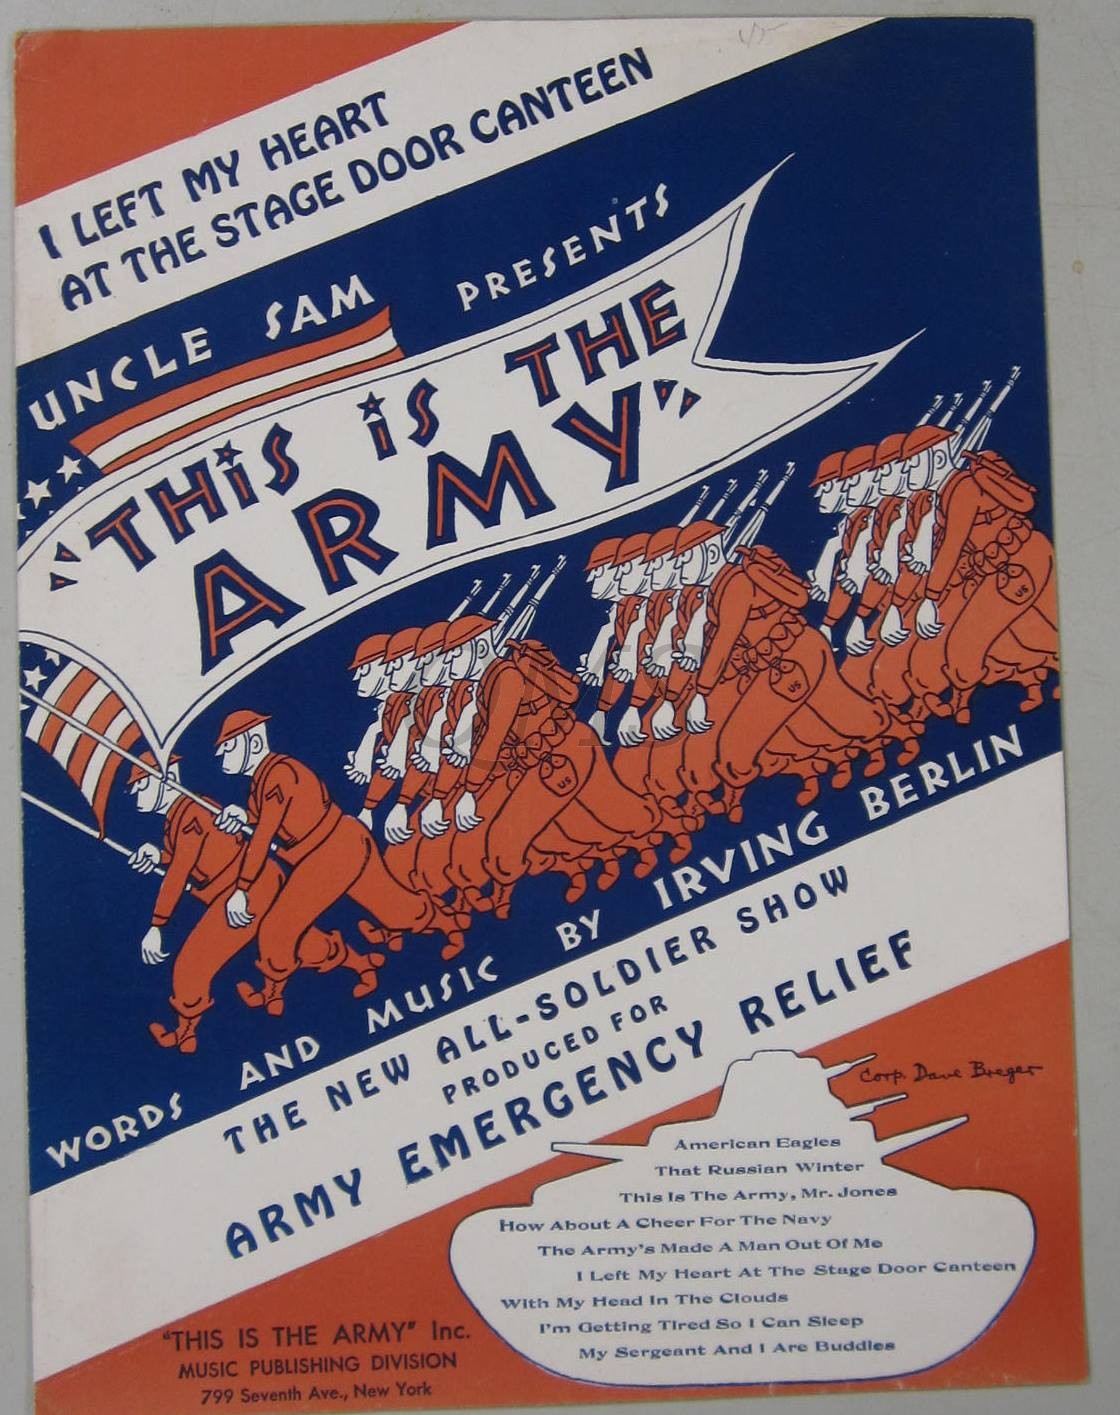 I LEFT MY HEART
AT THE STAGE DOOR CANTEEN
UNCLE SAM PRESENTS
"THiS iS THE
ARMY"
US
US
US
WORDS AND MUSIC BY IRVING BERLIN
THE NEW ALL-SOLDIER SHOW
PRODUCED FOR
ARMY EMERGENCY RELIEF
Corp. Dave Breger
American Eagles
That Russian Winter
This Is The Army, Mr. Jones
How About A Cheer For The Navy
The Army's Made A Man Out Of Me
I Left My Heart At The Stage Door Canteen
With My Head In The Clouds
I'm Getting Tired So I Can Sleep
My Sergeant And I Are Buddies
"THIS IS THE ARMY" Inc.
MUSIC PUBLISHING DIVISION
799 Seventh Ave., New York